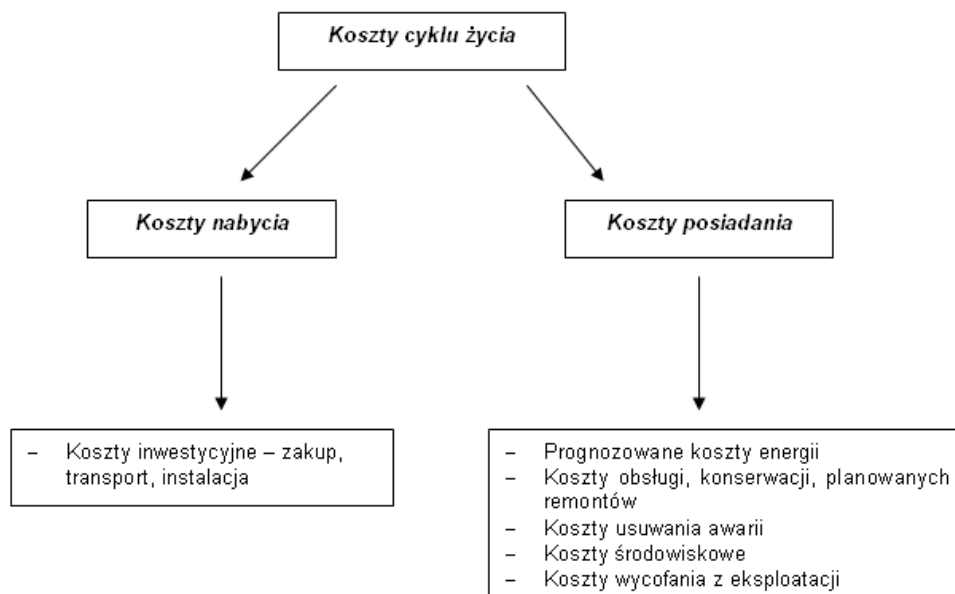 Koszty cyklu życia
Koszty nabycia
Koszty posiadania
– Koszty inwestycyjne – zakup,
transport, instalacja
– Prognozowane koszty energii
– Koszty obsługi, konserwacji, planowanych
remontów
– Koszty usuwania awarii
– Koszty środowiskowe
– Koszty wycofania z eksploatacji